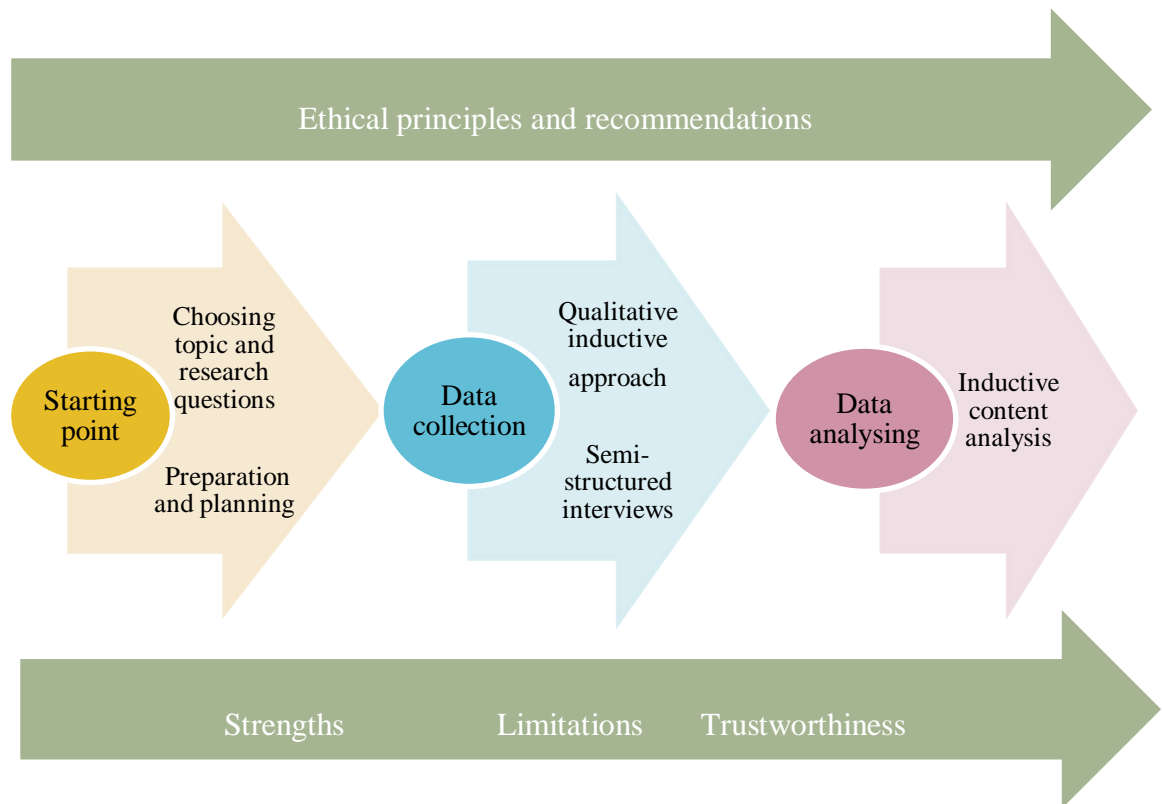 Ethical principles and recommendations
Starting
point
Choosing
topic and
research
questions
Preparation
and planning
Data
collection
Qualitative
inductive
approach
Semi-
structured
interviews
Data
analysing
Inductive
content
analysis
Strengths Limitations Trustworthiness